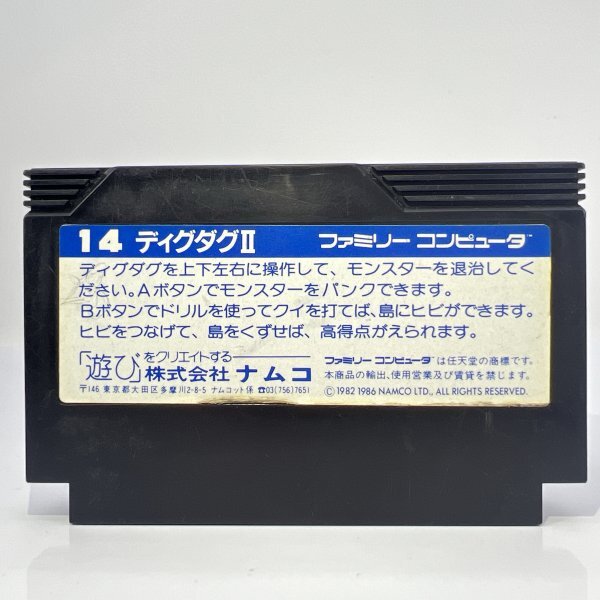 14 ディグダグⅡ ファミリー コンピュータ™
ディグダグを上下左右に操作して、モンスターを退治してく
ださい。Aボタンでモンスターをパンクできます。
Bボタンでドリルを使ってクイを打てば、島にヒビができます。
ヒビをつなげて、島をくずせば、高得点がえられます。
「遊び」をクリエイトする
株式会社 ナムコ
〒146 東京都大田区多摩川2-8-5 ナムコット係 ☎03(756)7651
ファミリー コンピュータ™は任天堂の商標です。
本商品の輸出、使用営業及び賃貸を禁じます。
©1982 1986 NAMCO LTD., ALL RIGHTS RESERVED.